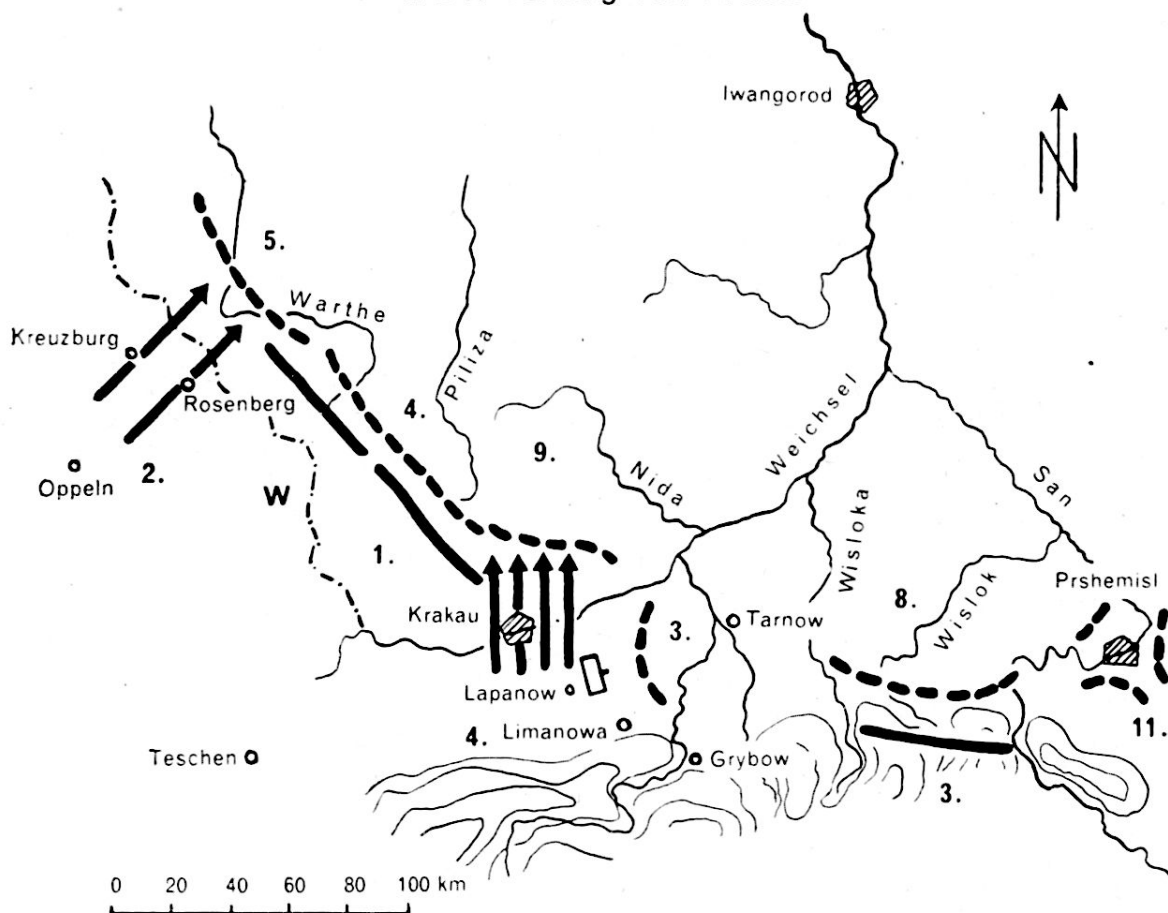 Iwangorod
N
5.
Warthe
Kreuzburg
Rosenberg
Piliza
4.
Oppeln
2.
W
9.
Nida
Weichsel
San
1.
Wisloka
Wislok
8.
Prshemisl
Krakau
3.
Tarnow
Lapanow
4.
Limanowa
11.
Teschen
Grybow
3.
0 20 40 60 80 100 km